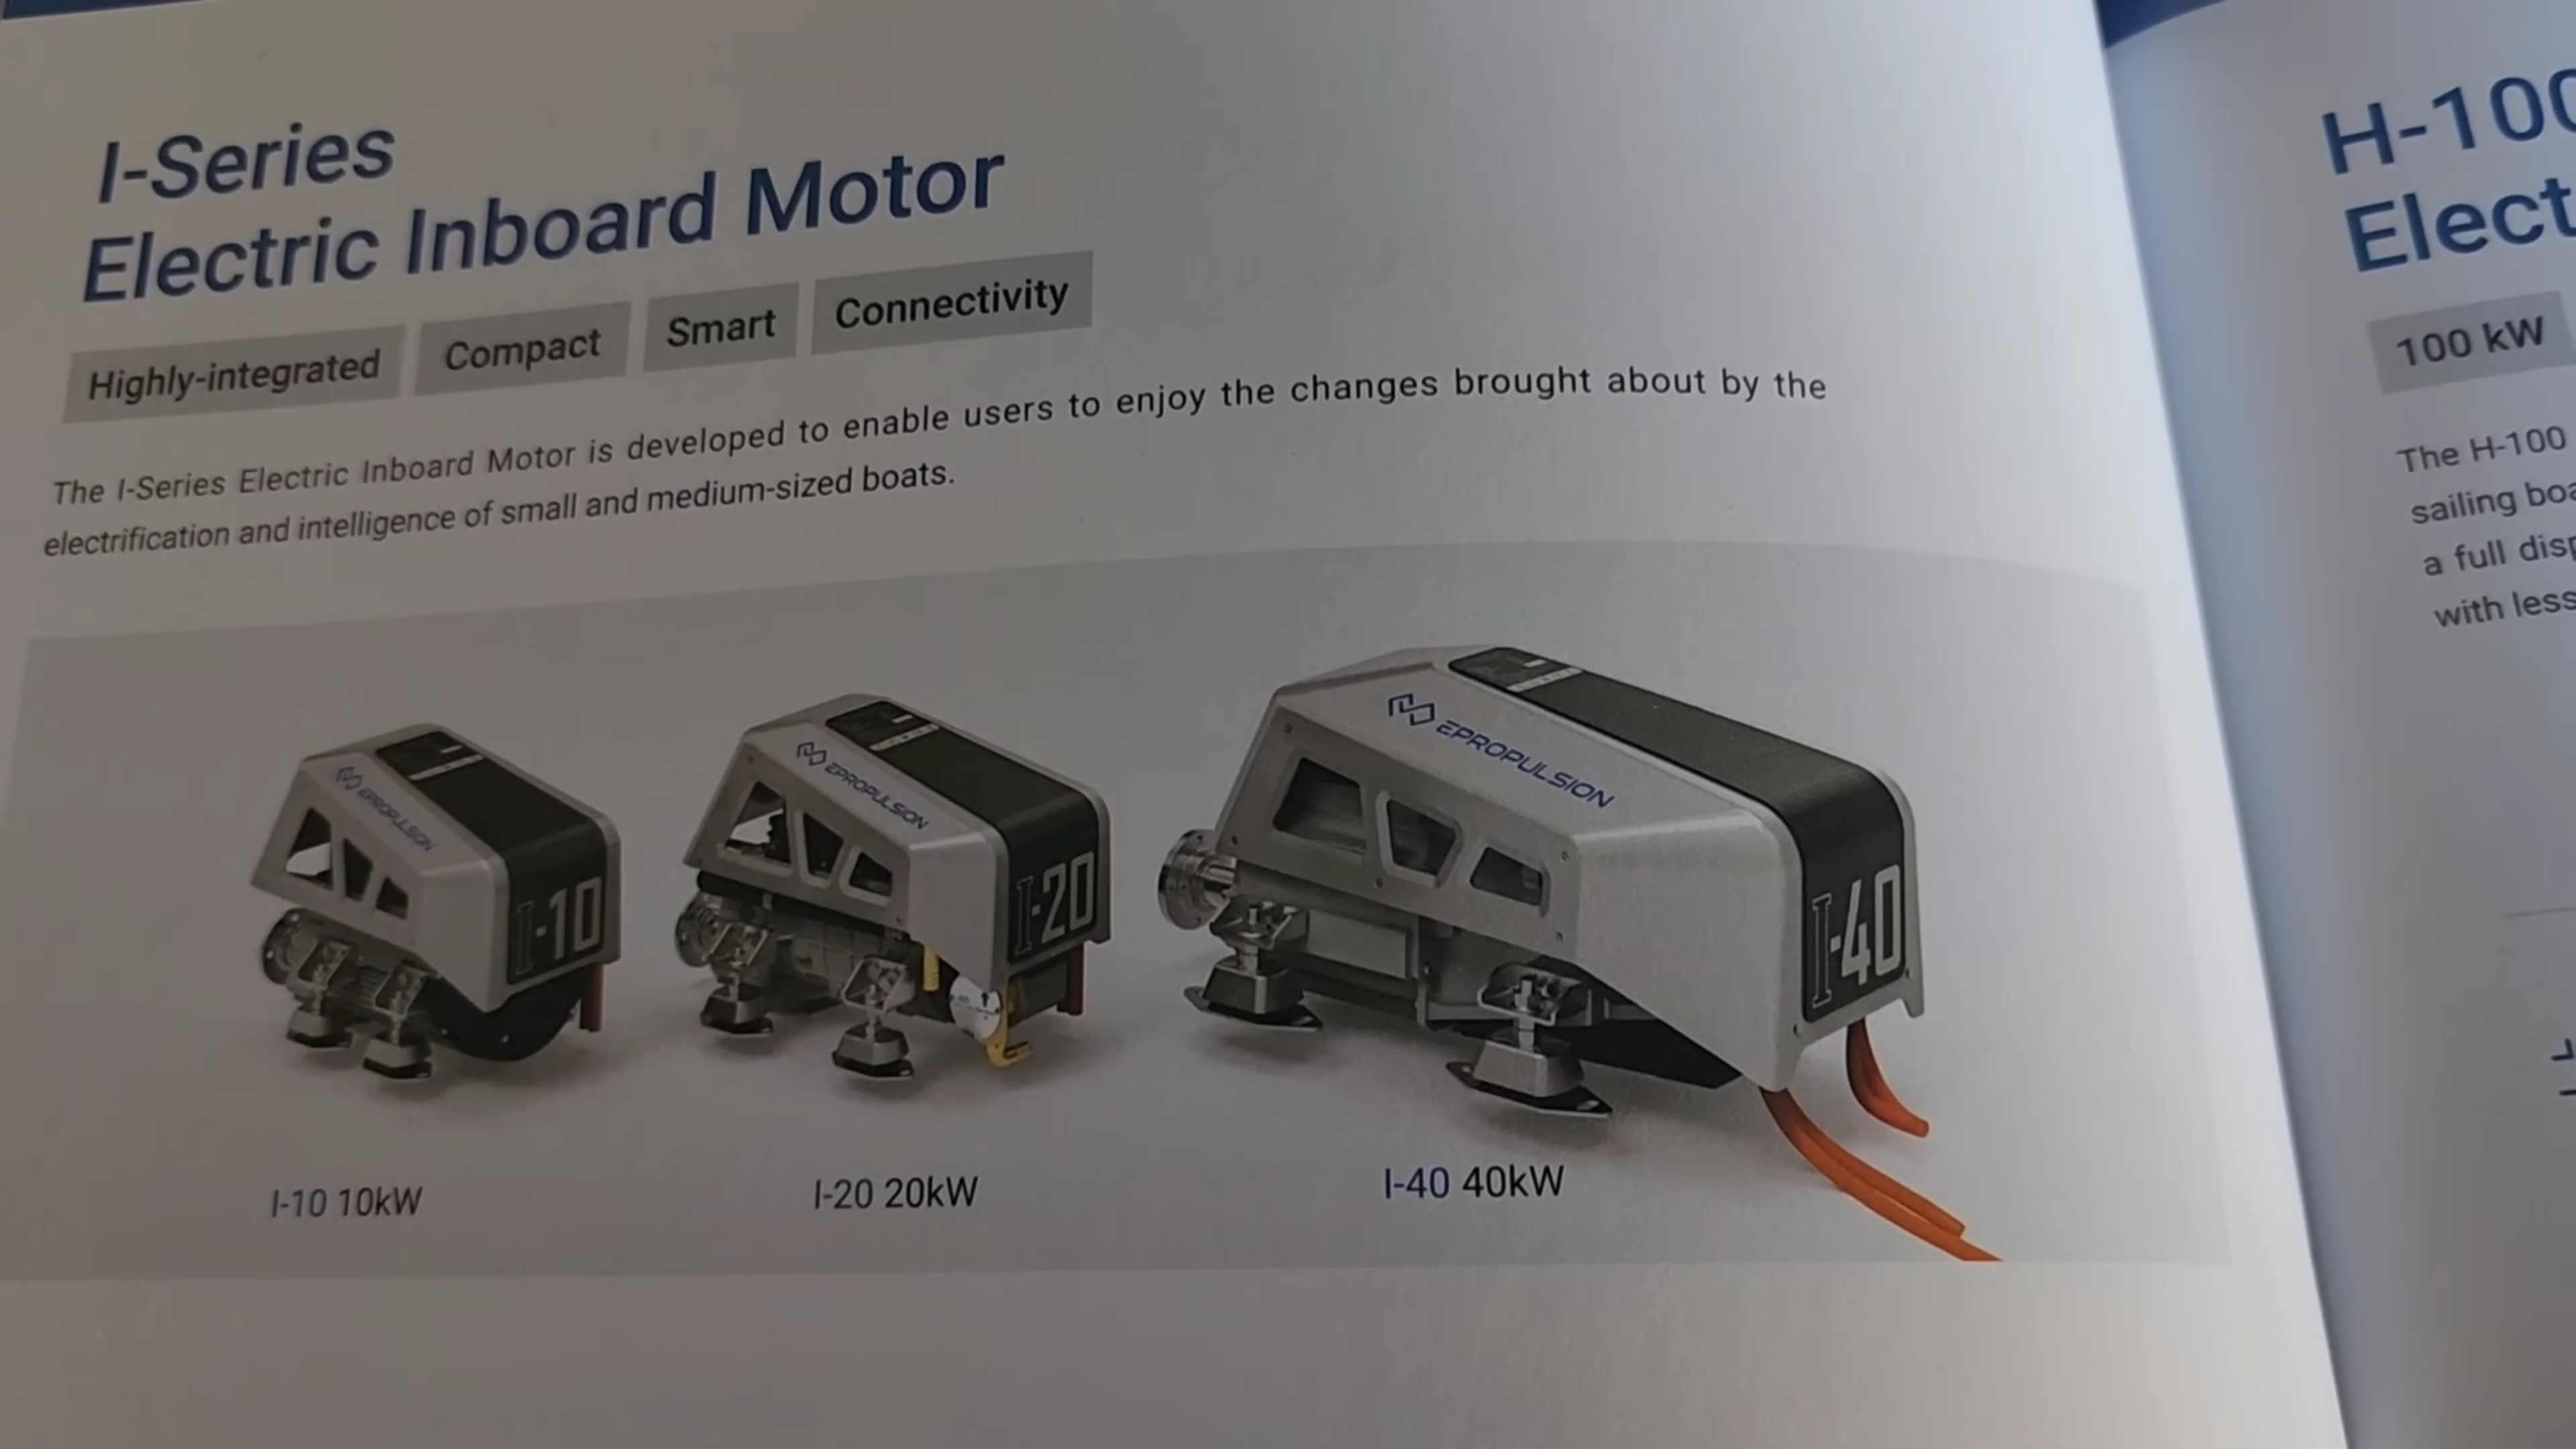 I-Series
Electric Inboard Motor
Highly-integrated Compact Smart Connectivity
The I-Series Electric Inboard Motor is developed to enable users to enjoy the changes brought about by the
electrification and intelligence of small and medium-sized boats.
EPROPULSION
I-10
EPROPULSION
I-20
EPROPULSION
I-40
I-10 10kW
I-20 20kW
I-40 40kW
H-100
Elect
100 kW
The H-100
sailing boa
a full disp
with less